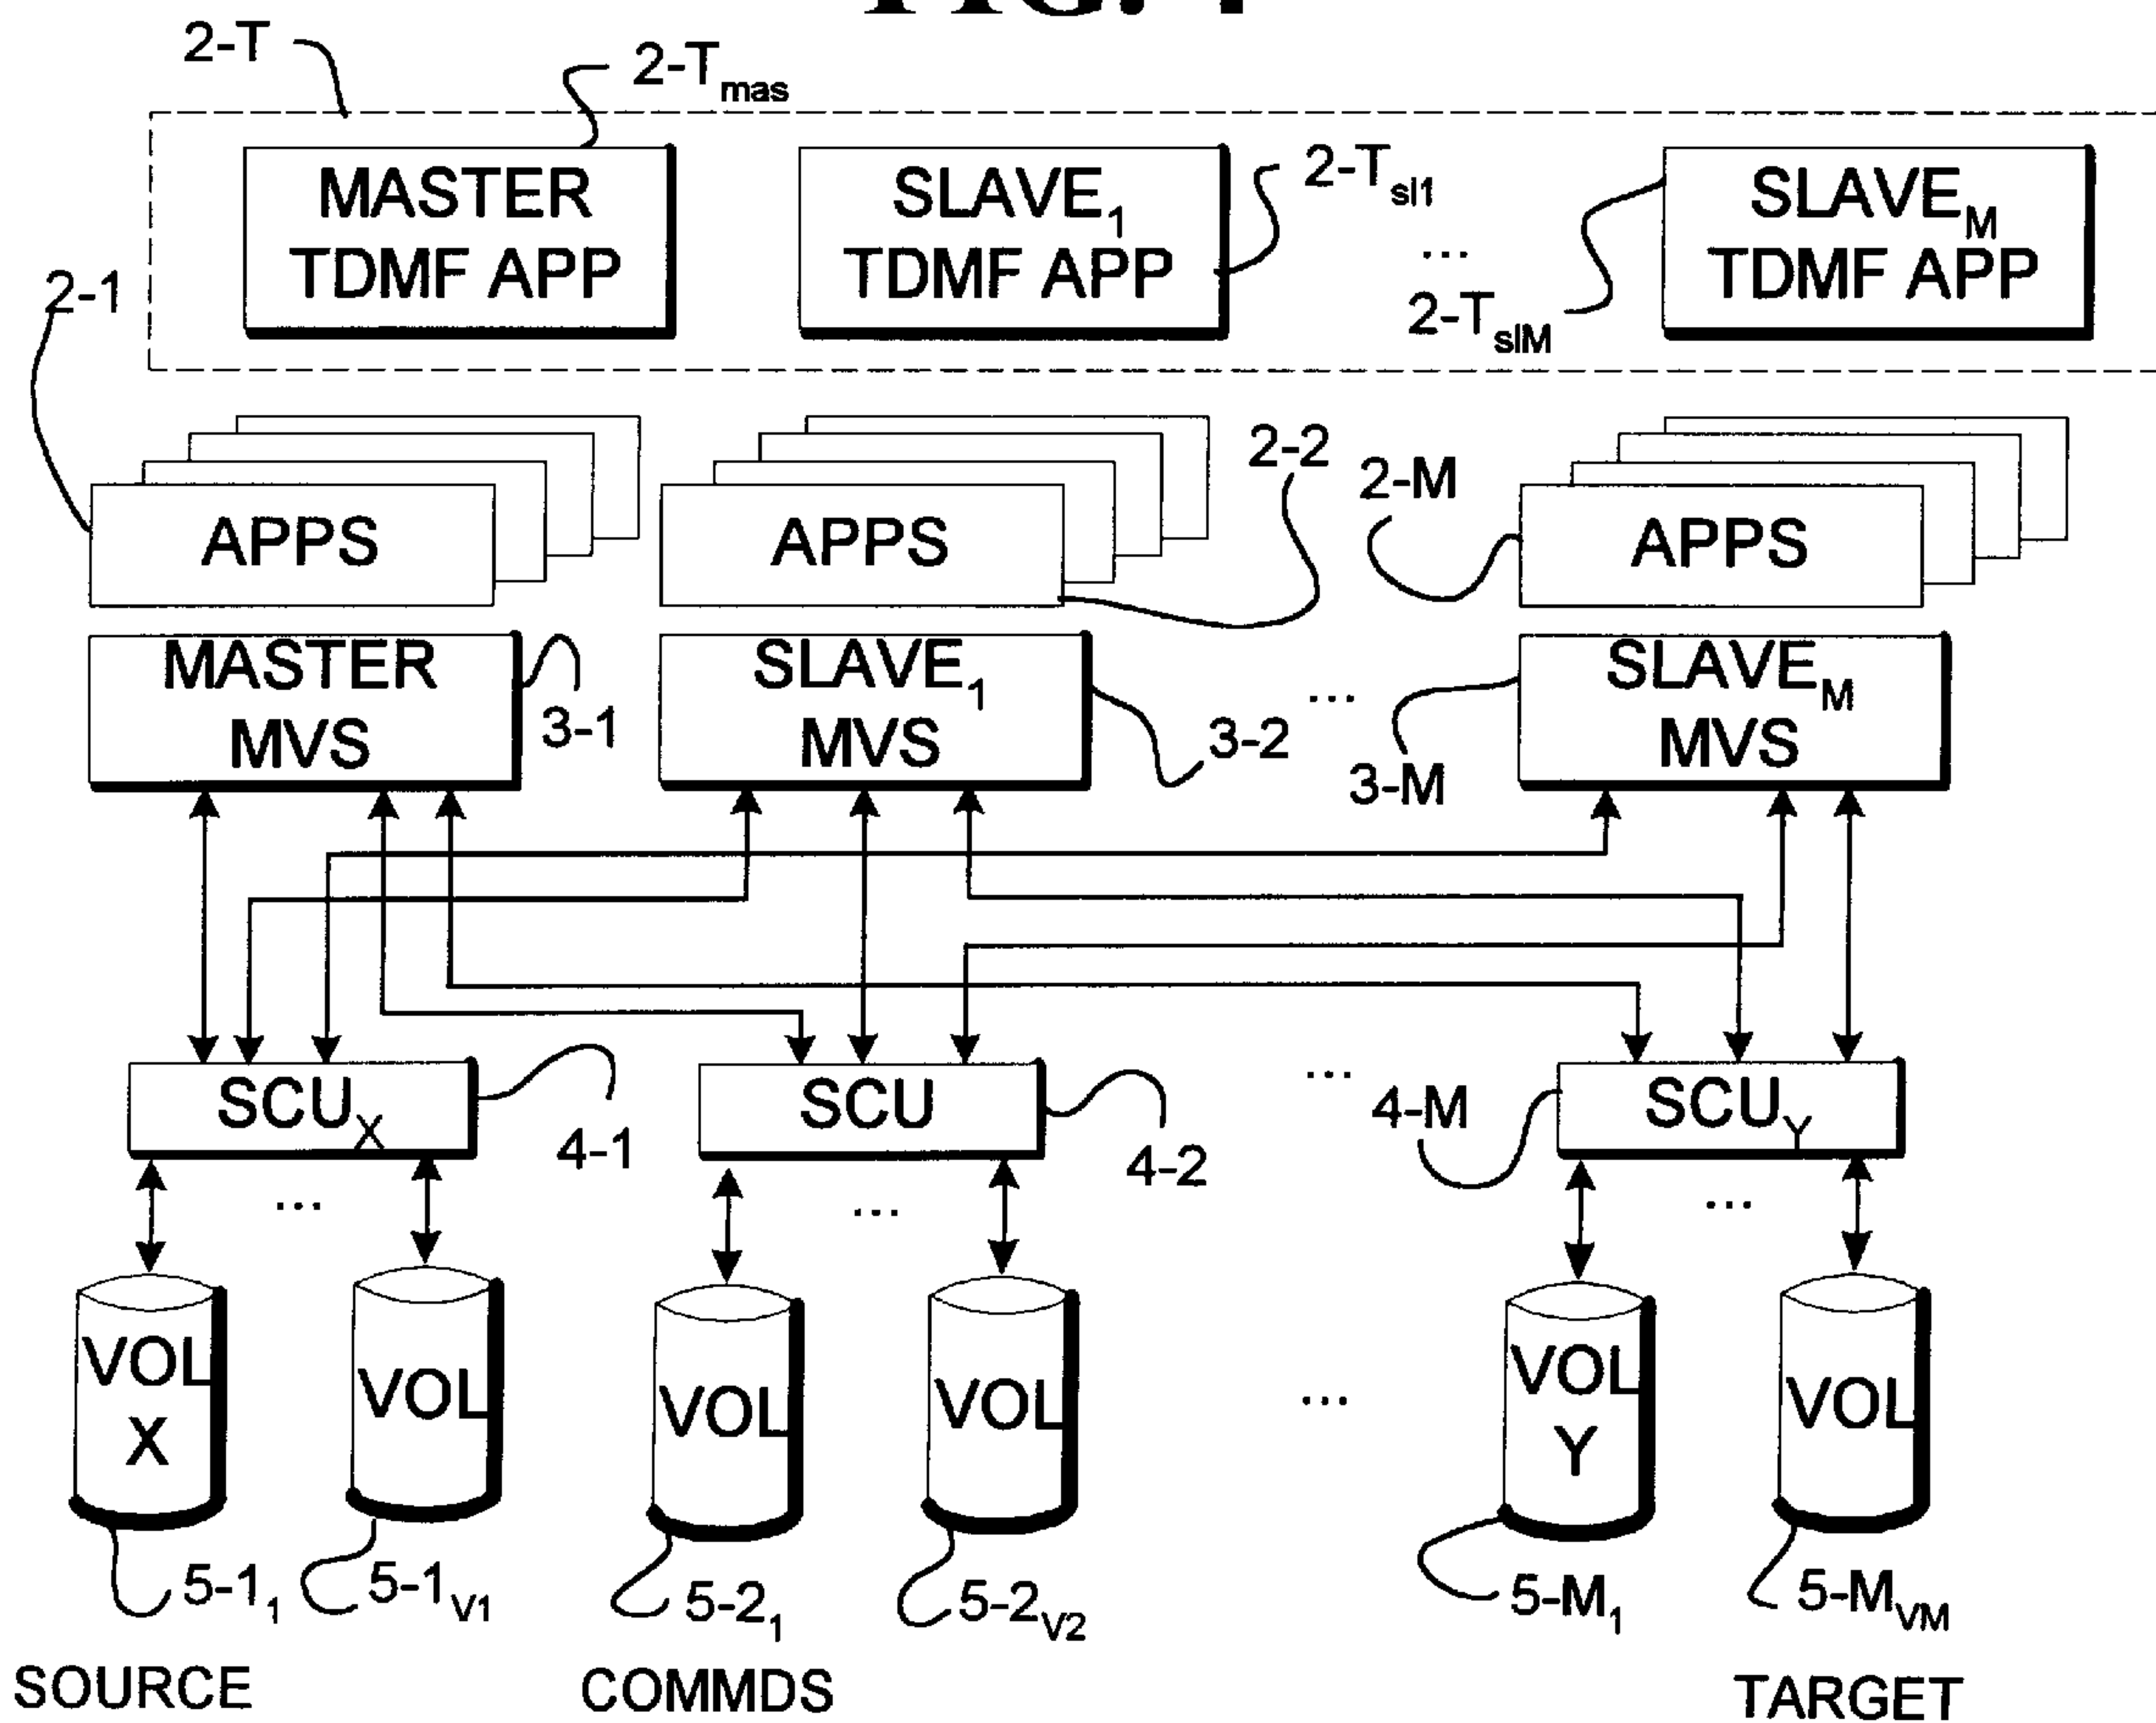 2-T
2-Tmas
MASTER
TDMF APP
SLAVE1
TDMF APP
2-Tsl1
...
2-TslM
SLAVEM
TDMF APP
2-1
APPS
APPS
2-2
2-M
APPS
MASTER
MVS
3-1
SLAVE1
MVS
3-2
...
3-M
SLAVEM
MVS
SCUX
4-1
SCU
4-2
...
4-M
SCUY
...
...
...
VOL
X
VOL
VOL
VOL
...
VOL
Y
VOL
5-11
5-1V1
5-21
5-2V2
5-M1
5-MVM
SOURCE
COMMDS
TARGET